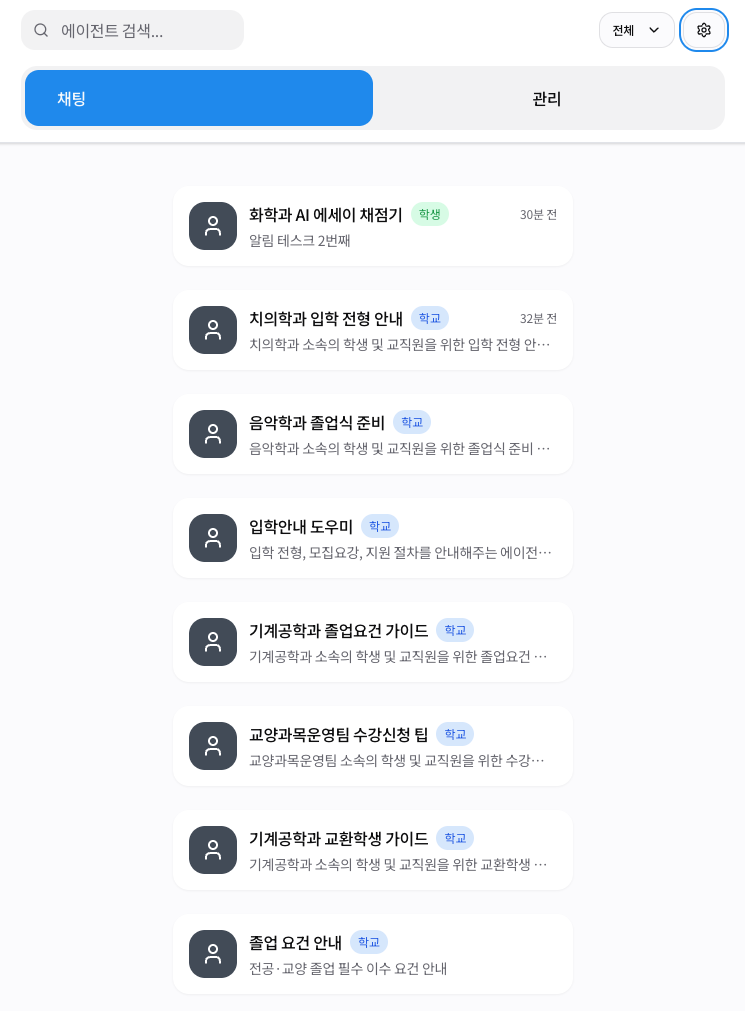 에이전트 검색...
전체
채팅
관리
화학과 AI 에세이 채점기 학생 30분 전
알림 테스크 2번째
치의학과 입학 전형 안내 학교 32분 전
치의학과 소속의 학생 및 교직원을 위한 입학 전형 안…
음악학과 졸업식 준비 학교
음악학과 소속의 학생 및 교직원을 위한 졸업식 준비 …
입학안내 도우미 학교
입학 전형, 모집요강, 지원 절차를 안내해주는 에이전…
기계공학과 졸업요건 가이드 학교
기계공학과 소속의 학생 및 교직원을 위한 졸업요건 …
교양과목운영팀 수강신청 팁 학교
교양과목운영팀 소속의 학생 및 교직원을 위한 수강…
기계공학과 교환학생 가이드 학교
기계공학과 소속의 학생 및 교직원을 위한 교환학생 …
졸업 요건 안내 학교
전공·교양 졸업 필수 이수 요건 안내